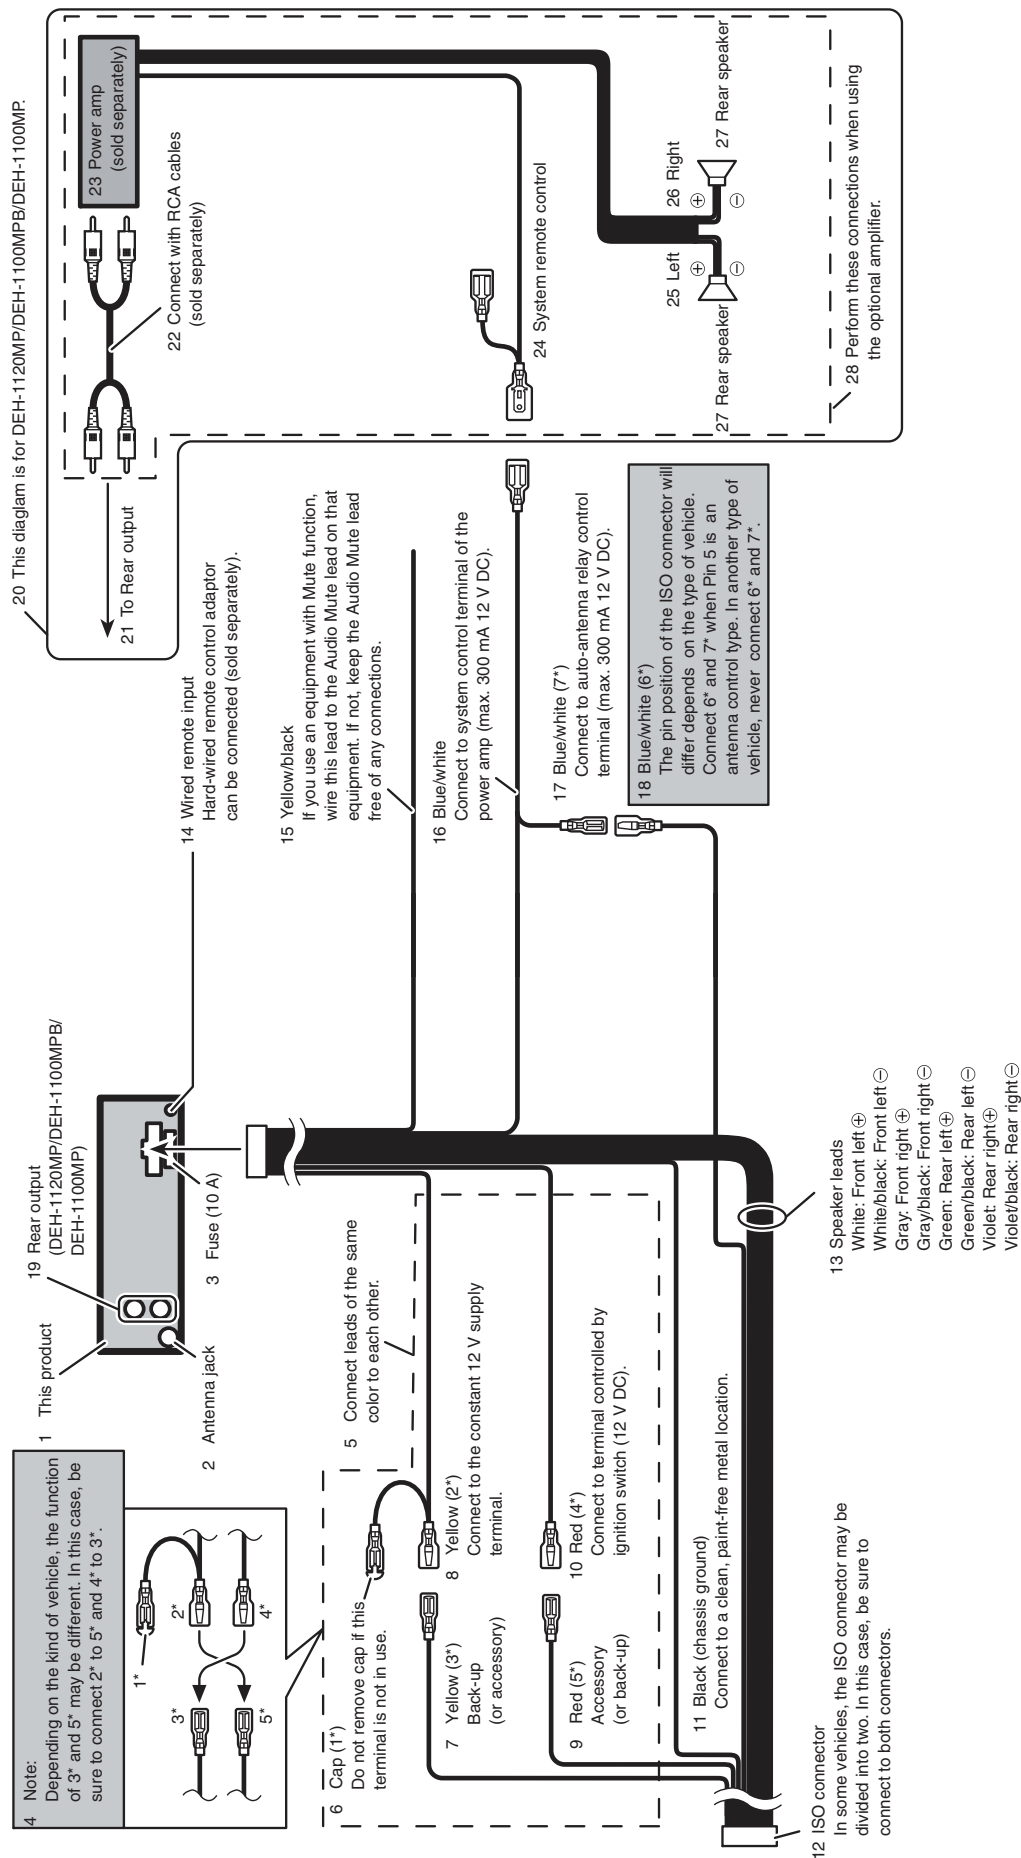 1 This product
2 Antenna jack
3 Fuse (10 A)
4 Note:
Depending on the kind of vehicle, the function
of 3* and 5* may be different. In this case, be
sure to connect 2* to 5* and 4* to 3*.
1*
2*
4*
3*
5*
5 Connect leads of the same
color to each other.
6 Cap (1*)
Do not remove cap if this
terminal is not in use.
7 Yellow (3*)
Back-up
(or accessory)
8 Yellow (2*)
Connect to the constant 12 V supply
terminal.
9 Red (5*)
Accessory
(or back-up)
10 Red (4*)
Connect to terminal controlled by
ignition switch (12 V DC).
11 Black (chassis ground)
Connect to a clean, paint-free metal location.
12 ISO connector
In some vehicles, the ISO connector may be
divided into two. In this case, be sure to
connect to both connectors.
13 Speaker leads
White: Front left ⊕
White/black: Front left ⊖
Gray: Front right ⊕
Gray/black: Front right ⊖
Green: Rear left ⊕
Green/black: Rear left ⊖
Violet: Rear right ⊕
Violet/black: Rear right ⊖
14 Wired remote input
Hard-wired remote control adaptor
can be connected (sold separately).
15 Yellow/black
If you use an equipment with Mute function,
wire this lead to the Audio Mute lead on that
equipment. If not, keep the Audio Mute lead
free of any connections.
16 Blue/white
Connect to system control terminal of the
power amp (max. 300 mA 12 V DC).
17 Blue/white (7*)
Connect to auto-antenna relay control
terminal (max. 300 mA 12 V DC).
18 Blue/white (6*)
The pin position of the ISO connector will
differ depends on the type of vehicle.
Connect 6* and 7* when Pin 5 is an
antenna control type. In another type of
vehicle, never connect 6* and 7*.
19 Rear output
(DEH-1120MP/DEH-1100MPB/
DEH-1100MP)
20 This diaglam is for DEH-1120MP/DEH-1100MPB/DEH-1100MP.
21 To Rear output
22 Connect with RCA cables
(sold separately)
23 Power amp
(sold separately)
24 System remote control
25 Left
⊕
⊖
26 Right
⊕
⊖
27 Rear speaker
27 Rear speaker
28 Perform these connections when using
the optional amplifier.